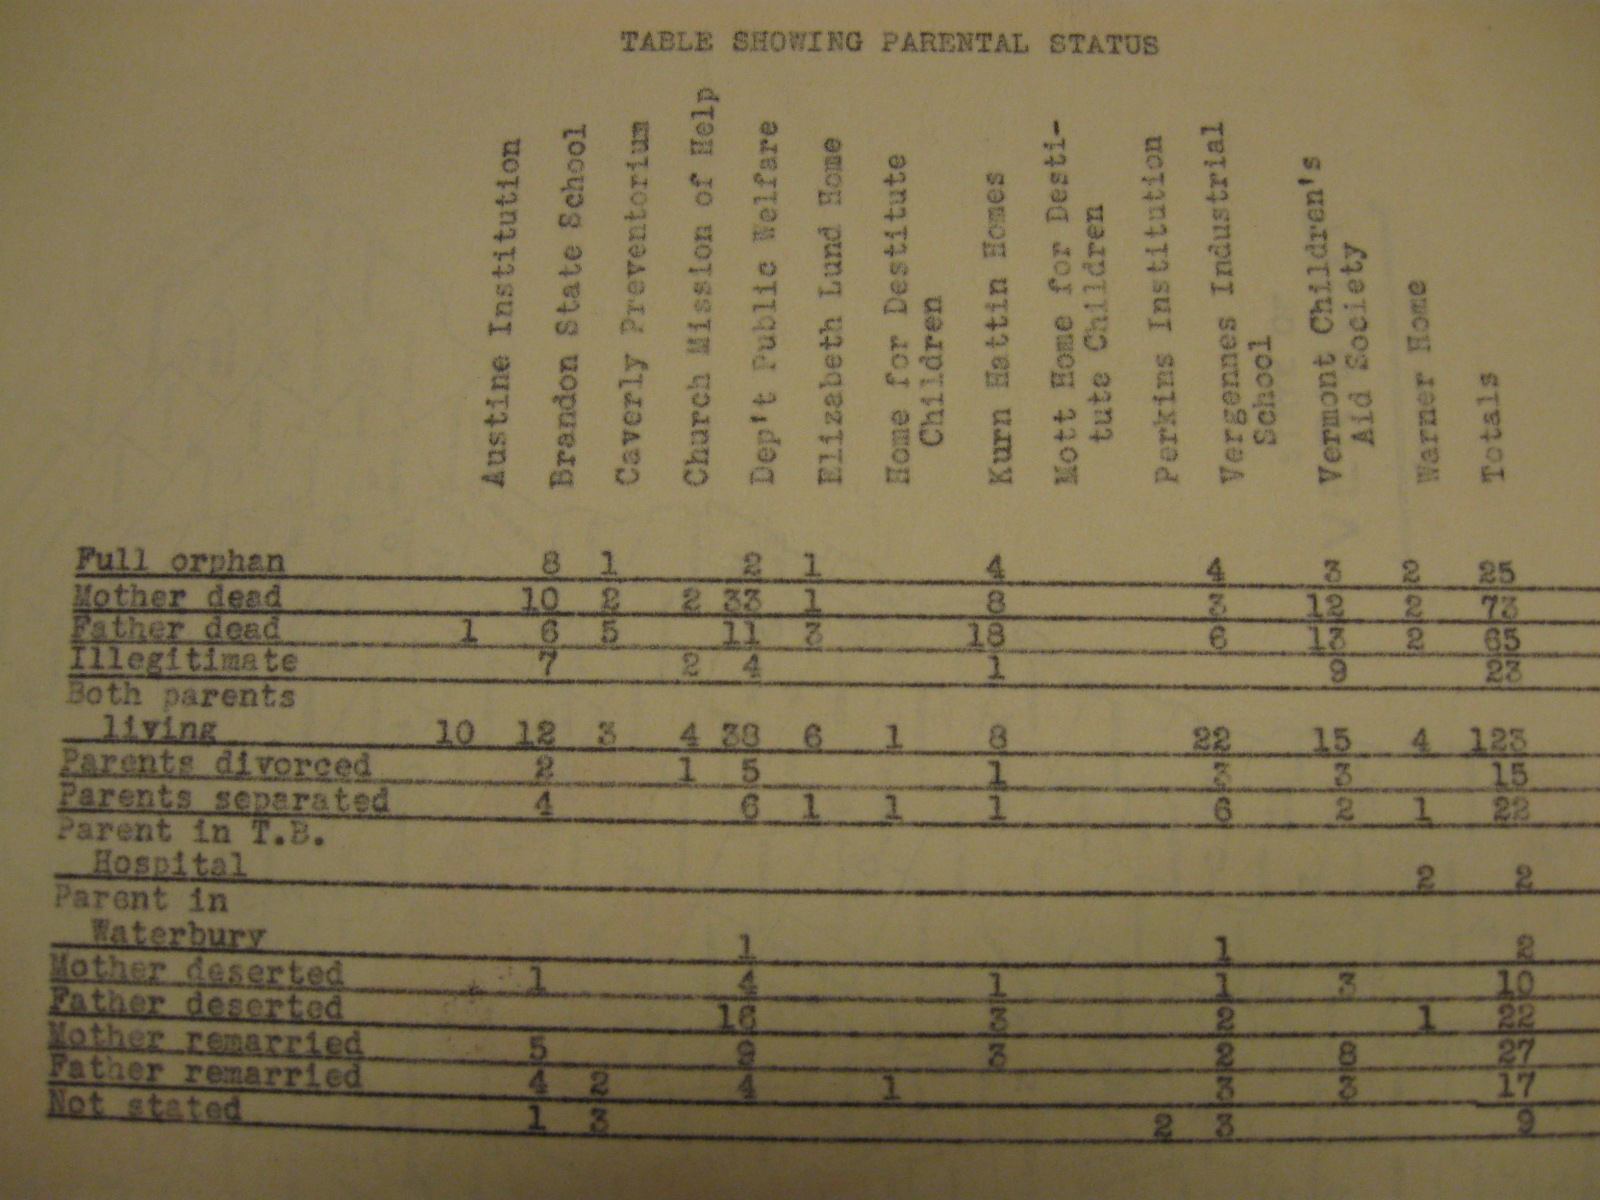 TABLE SHOWING PARENTAL STATUS
Austine Institution
Brandon State School
Caverly Preventorium
Church Mission of Help
Dep't Public Welfare
Elizabeth Lund Home
Home for Destitute
Children
Kurn Hattin Homes
Mott Home for Desti-
tute Children
Perkins Institution
Vergennes Industrial
School
Vermont Children's
Aid Society
Warner Home
Totals
Full orphan 8 1 2 1 4 4 3 2 25
Mother dead 10 2 2 33 1 8 3 12 2 73
Father dead 1 6 5 11 3 18 6 13 2 65
Illegitimate 7 2 4 1 9 23
Both parents
living 10 12 3 4 38 6 1 8 22 15 4 123
Parents divorced 2 1 5 1 3 3 15
Parents separated 4 6 1 1 1 6 2 1 22
Parent in T.B.
Hospital 2 2
Parent in
Waterbury 1 1 2
Mother deserted 1 4 1 1 3 10
Father deserted 16 3 2 1 22
Mother remarried 5 9 3 2 8 27
Father remarried 4 2 4 1 3 3 17
Not stated 1 3 2 3 9